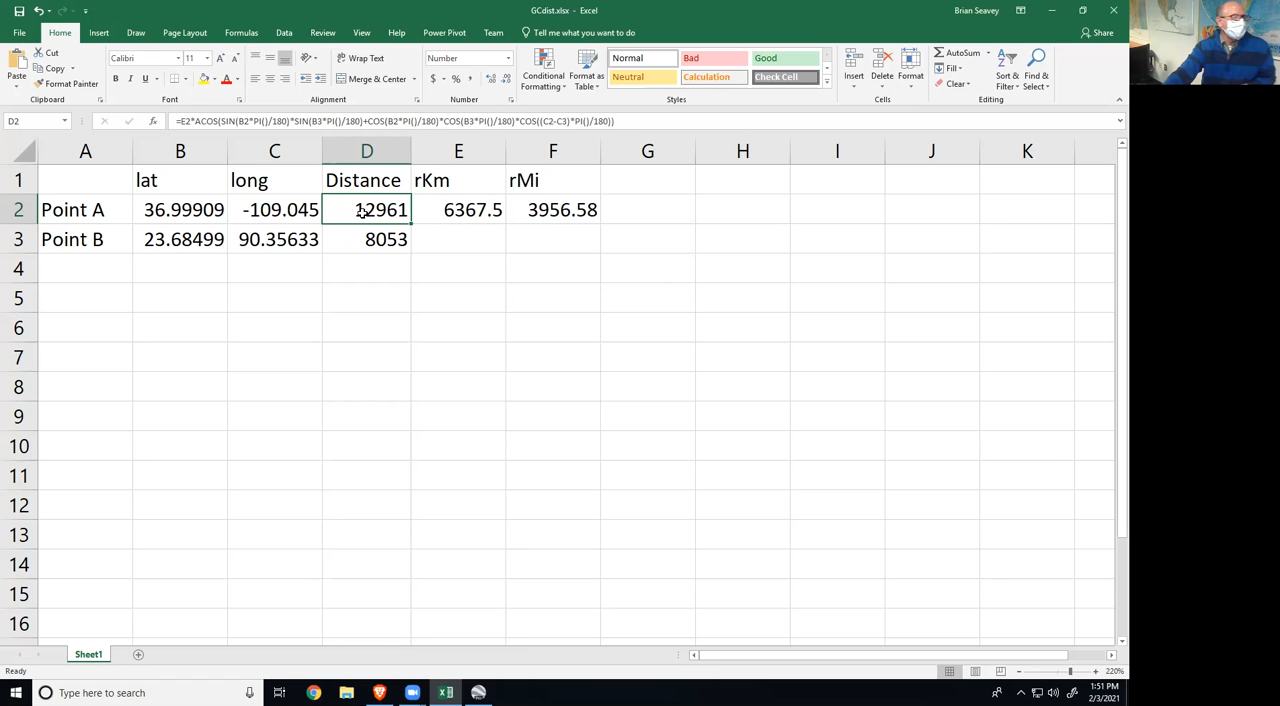 GCdist.xlsx - Excel
Brian Seavey
File Home Insert Draw Page Layout Formulas Data Review View Help Power Pivot Team Tell me what you want to do Share
Paste
Cut
Copy
Format Painter
Clipboard
Calibri 11
B I U
Font
Wrap Text
Merge & Center
Alignment
Number
$ % ,
Number
Conditional Formatting
Format as Table
Normal Bad Good
Neutral Calculation Check Cell
Styles
Insert Delete Format
Cells
AutoSum
Fill
Clear
Sort & Filter
Find & Select
Editing
D2 fx =E2*ACOS(SIN(B2*PI()/180)*SIN(B3*PI()/180)+COS(B2*PI()/180)*COS(B3*PI()/180)*COS((C2-C3)*PI()/180))
A B C D E F G H I J K
1 lat long Distance rKm rMi
2 Point A 36.99909 -109.045 12961 6367.5 3956.58
3 Point B 23.68499 90.35633 8053
4
5
6
7
8
9
10
11
12
13
14
15
16
Sheet1
Ready 220%
Type here to search
1:51 PM
2/3/2021